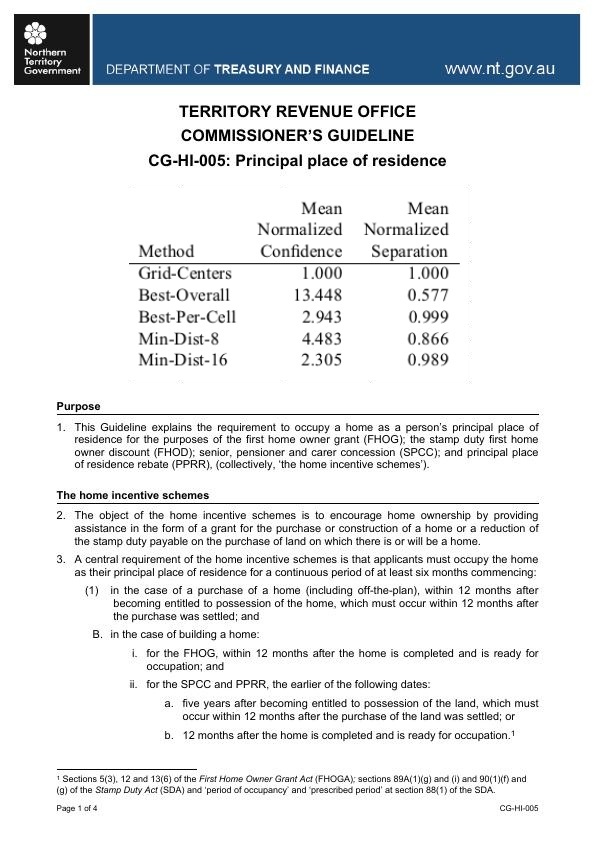 Northern
Territory
Government
DEPARTMENT OF TREASURY AND FINANCE
www.nt.gov.au
TERRITORY REVENUE OFFICE
COMMISSIONER'S GUIDELINE
CG-HI-005: Principal place of residence
Mean Mean
Normalized Normalized
Method Confidence Separation
Grid-Centers 1.000 1.000
Best-Overall 13.448 0.577
Best-Per-Cell 2.943 0.999
Min-Dist-8 4.483 0.866
Min-Dist-16 2.305 0.989
Purpose
1. This Guideline explains the requirement to occupy a home as a person's principal place of
residence for the purposes of the first home owner grant (FHOG); the stamp duty first home
owner discount (FHOD); senior, pensioner and carer concession (SPCC); and principal place
of residence rebate (PPRR), (collectively, 'the home incentive schemes').
The home incentive schemes
2. The object of the home incentive schemes is to encourage home ownership by providing
assistance in the form of a grant for the purchase or construction of a home or a reduction of
the stamp duty payable on the purchase of land on which there is or will be a home.
3. A central requirement of the home incentive schemes is that applicants must occupy the home
as their principal place of residence for a continuous period of at least six months commencing:
(1) in the case of a purchase of a home (including off-the-plan), within 12 months after
becoming entitled to possession of the home, which must occur within 12 months after
the purchase was settled; and
B. in the case of building a home:
i. for the FHOG, within 12 months after the home is completed and is ready for
occupation; and
ii. for the SPCC and PPRR, the earlier of the following dates:
a. five years after becoming entitled to possession of the land, which must
occur within 12 months after the purchase of the land was settled; or
b. 12 months after the home is completed and is ready for occupation.¹
¹ Sections 5(3), 12 and 13(6) of the First Home Owner Grant Act (FHOGA); sections 89A(1)(g) and (i) and 90(1)(f) and
(g) of the Stamp Duty Act (SDA) and 'period of occupancy' and 'prescribed period' at section 88(1) of the SDA.
Page 1 of 4
CG-HI-005